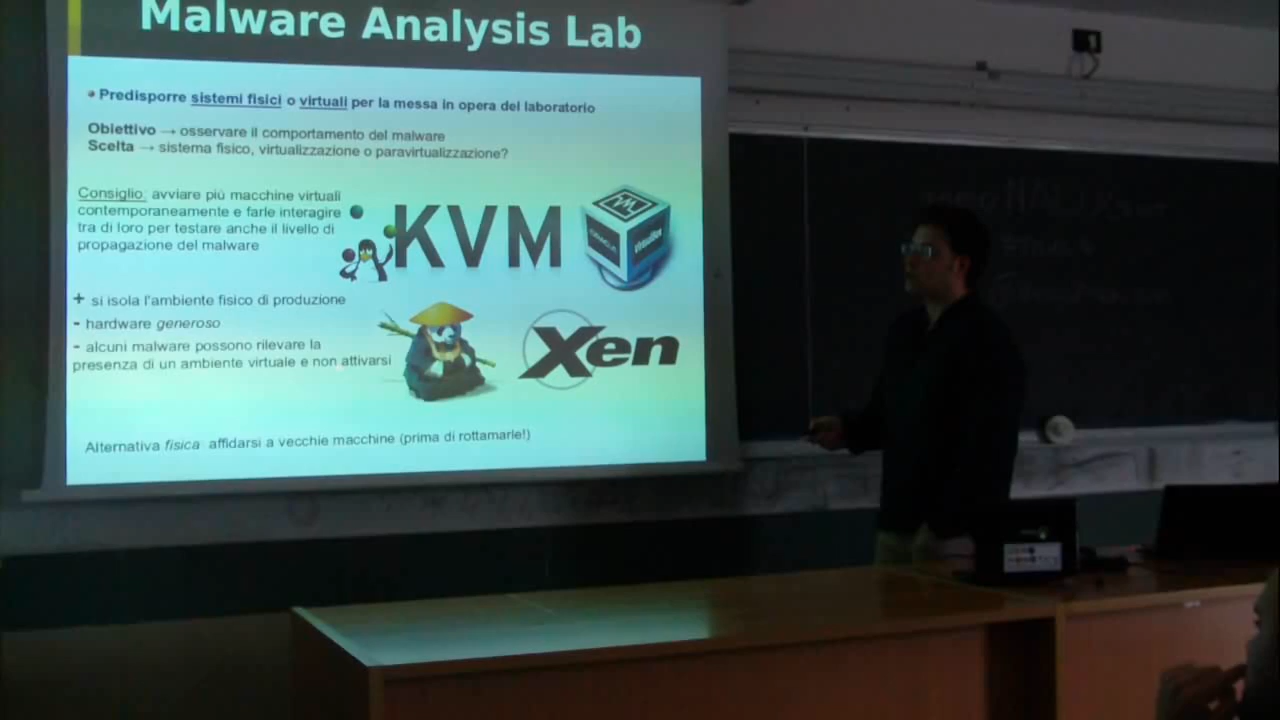 Malware Analysis Lab
Predisporre sistemi fisici o virtuali per la messa in opera del laboratorio
Obiettivo → osservare il comportamento del malware
Scelta → sistema fisico, virtualizzazione o paravirtualizzazione?
Consiglio: avviare più macchine virtuali
contemporaneamente e farle interagire
tra di loro per testare anche il livello di
propagazione del malware
KVM
ORACLE
VirtualBox
+ si isola l'ambiente fisico di produzione
- hardware generoso
- alcuni malware possono rilevare la
presenza di un ambiente virtuale e non attivarsi
Xen
Alternativa fisica: affidarsi a vecchie macchine (prima di rottamarle!)